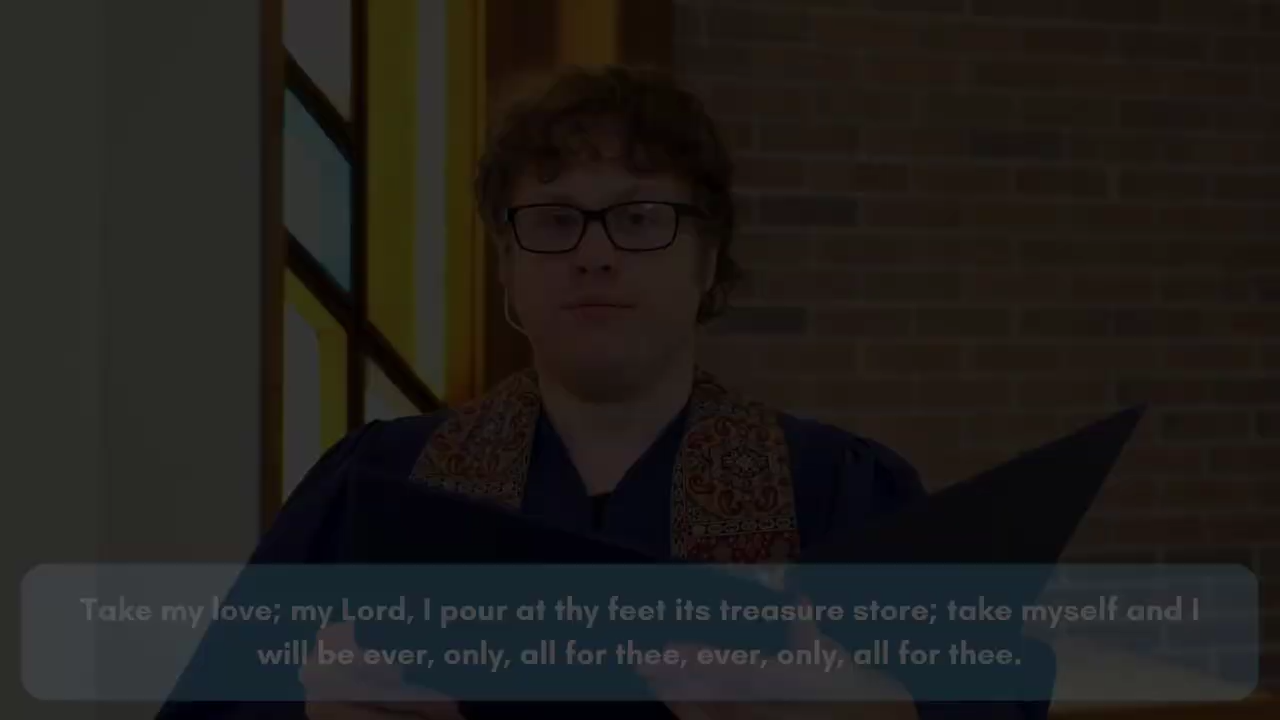 Take my love; my Lord, I pour at thy feet its treasure store; take myself and I
will be ever, only, all for thee, ever, only, all for thee.